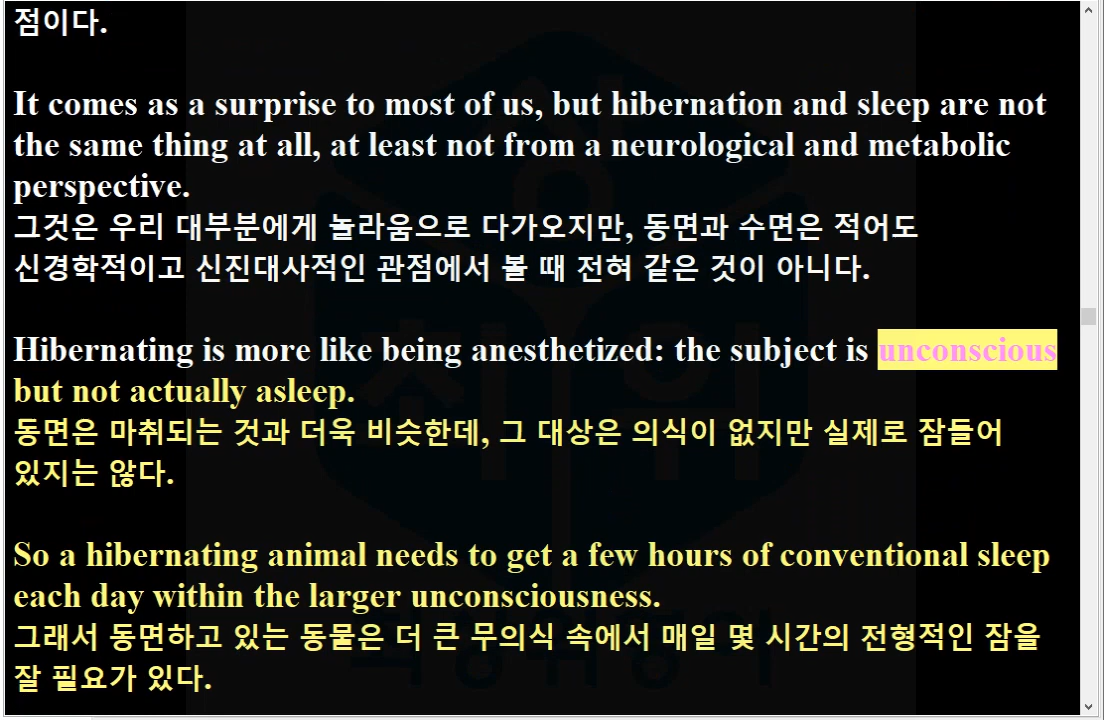 점이다.
It comes as a surprise to most of us, but hibernation and sleep are not
the same thing at all, at least not from a neurological and metabolic
perspective.
그것은 우리 대부분에게 놀라움으로 다가오지만, 동면과 수면은 적어도
신경학적이고 신진대사적인 관점에서 볼 때 전혀 같은 것이 아니다.
Hibernating is more like being anesthetized: the subject is unconscious
but not actually asleep.
동면은 마취되는 것과 더욱 비슷한데, 그 대상은 의식이 없지만 실제로 잠들어
있지는 않다.
So a hibernating animal needs to get a few hours of conventional sleep
each day within the larger unconsciousness.
그래서 동면하고 있는 동물은 더 큰 무의식 속에서 매일 몇 시간의 전형적인 잠을
잘 필요가 있다.